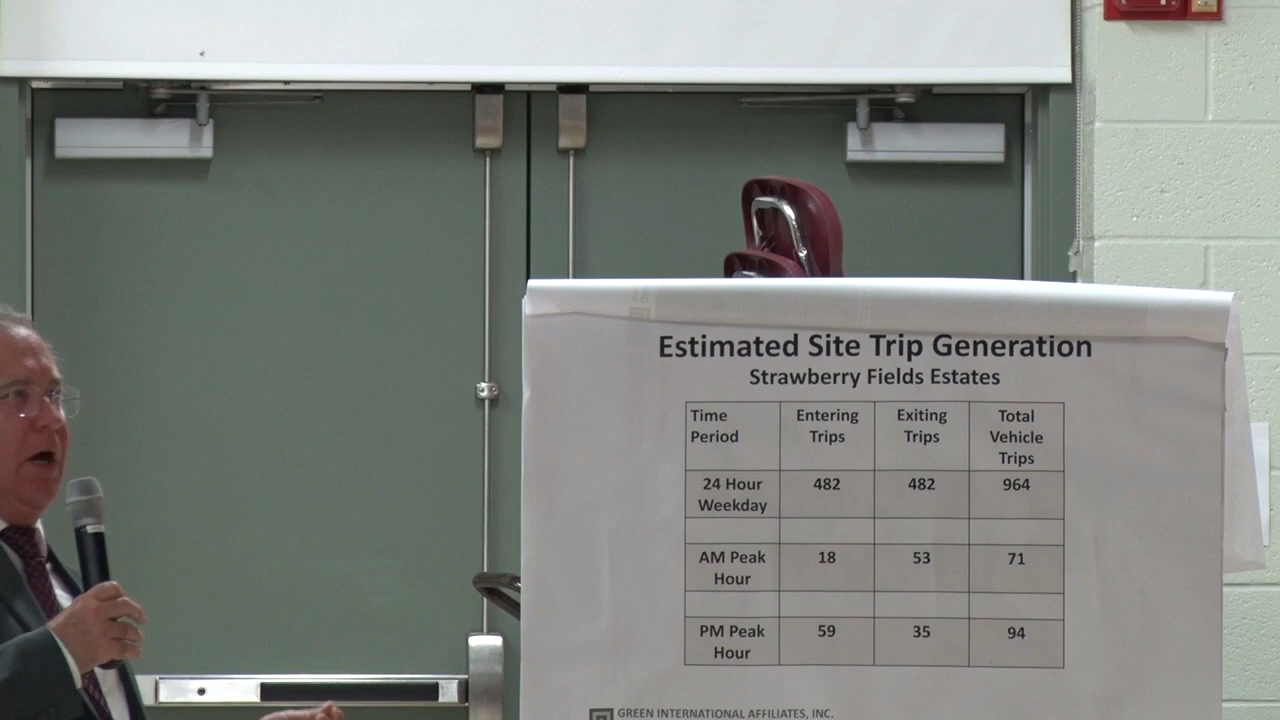 Estimated Site Trip Generation
Strawberry Fields Estates
Time Period Entering Trips Exiting Trips Total Vehicle Trips
24 Hour Weekday 482 482 964
AM Peak Hour 18 53 71
PM Peak Hour 59 35 94
GREEN INTERNATIONAL AFFILIATES, INC.